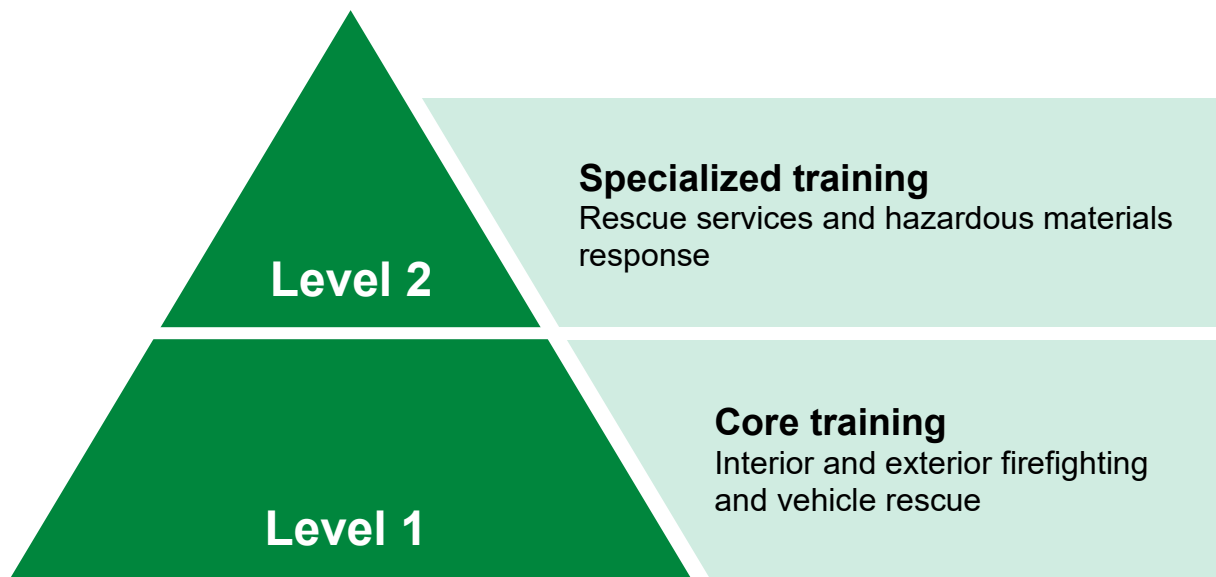 Specialized training
Rescue services and hazardous materials
response
Level 2
Core training
Interior and exterior firefighting
and vehicle rescue
Level 1